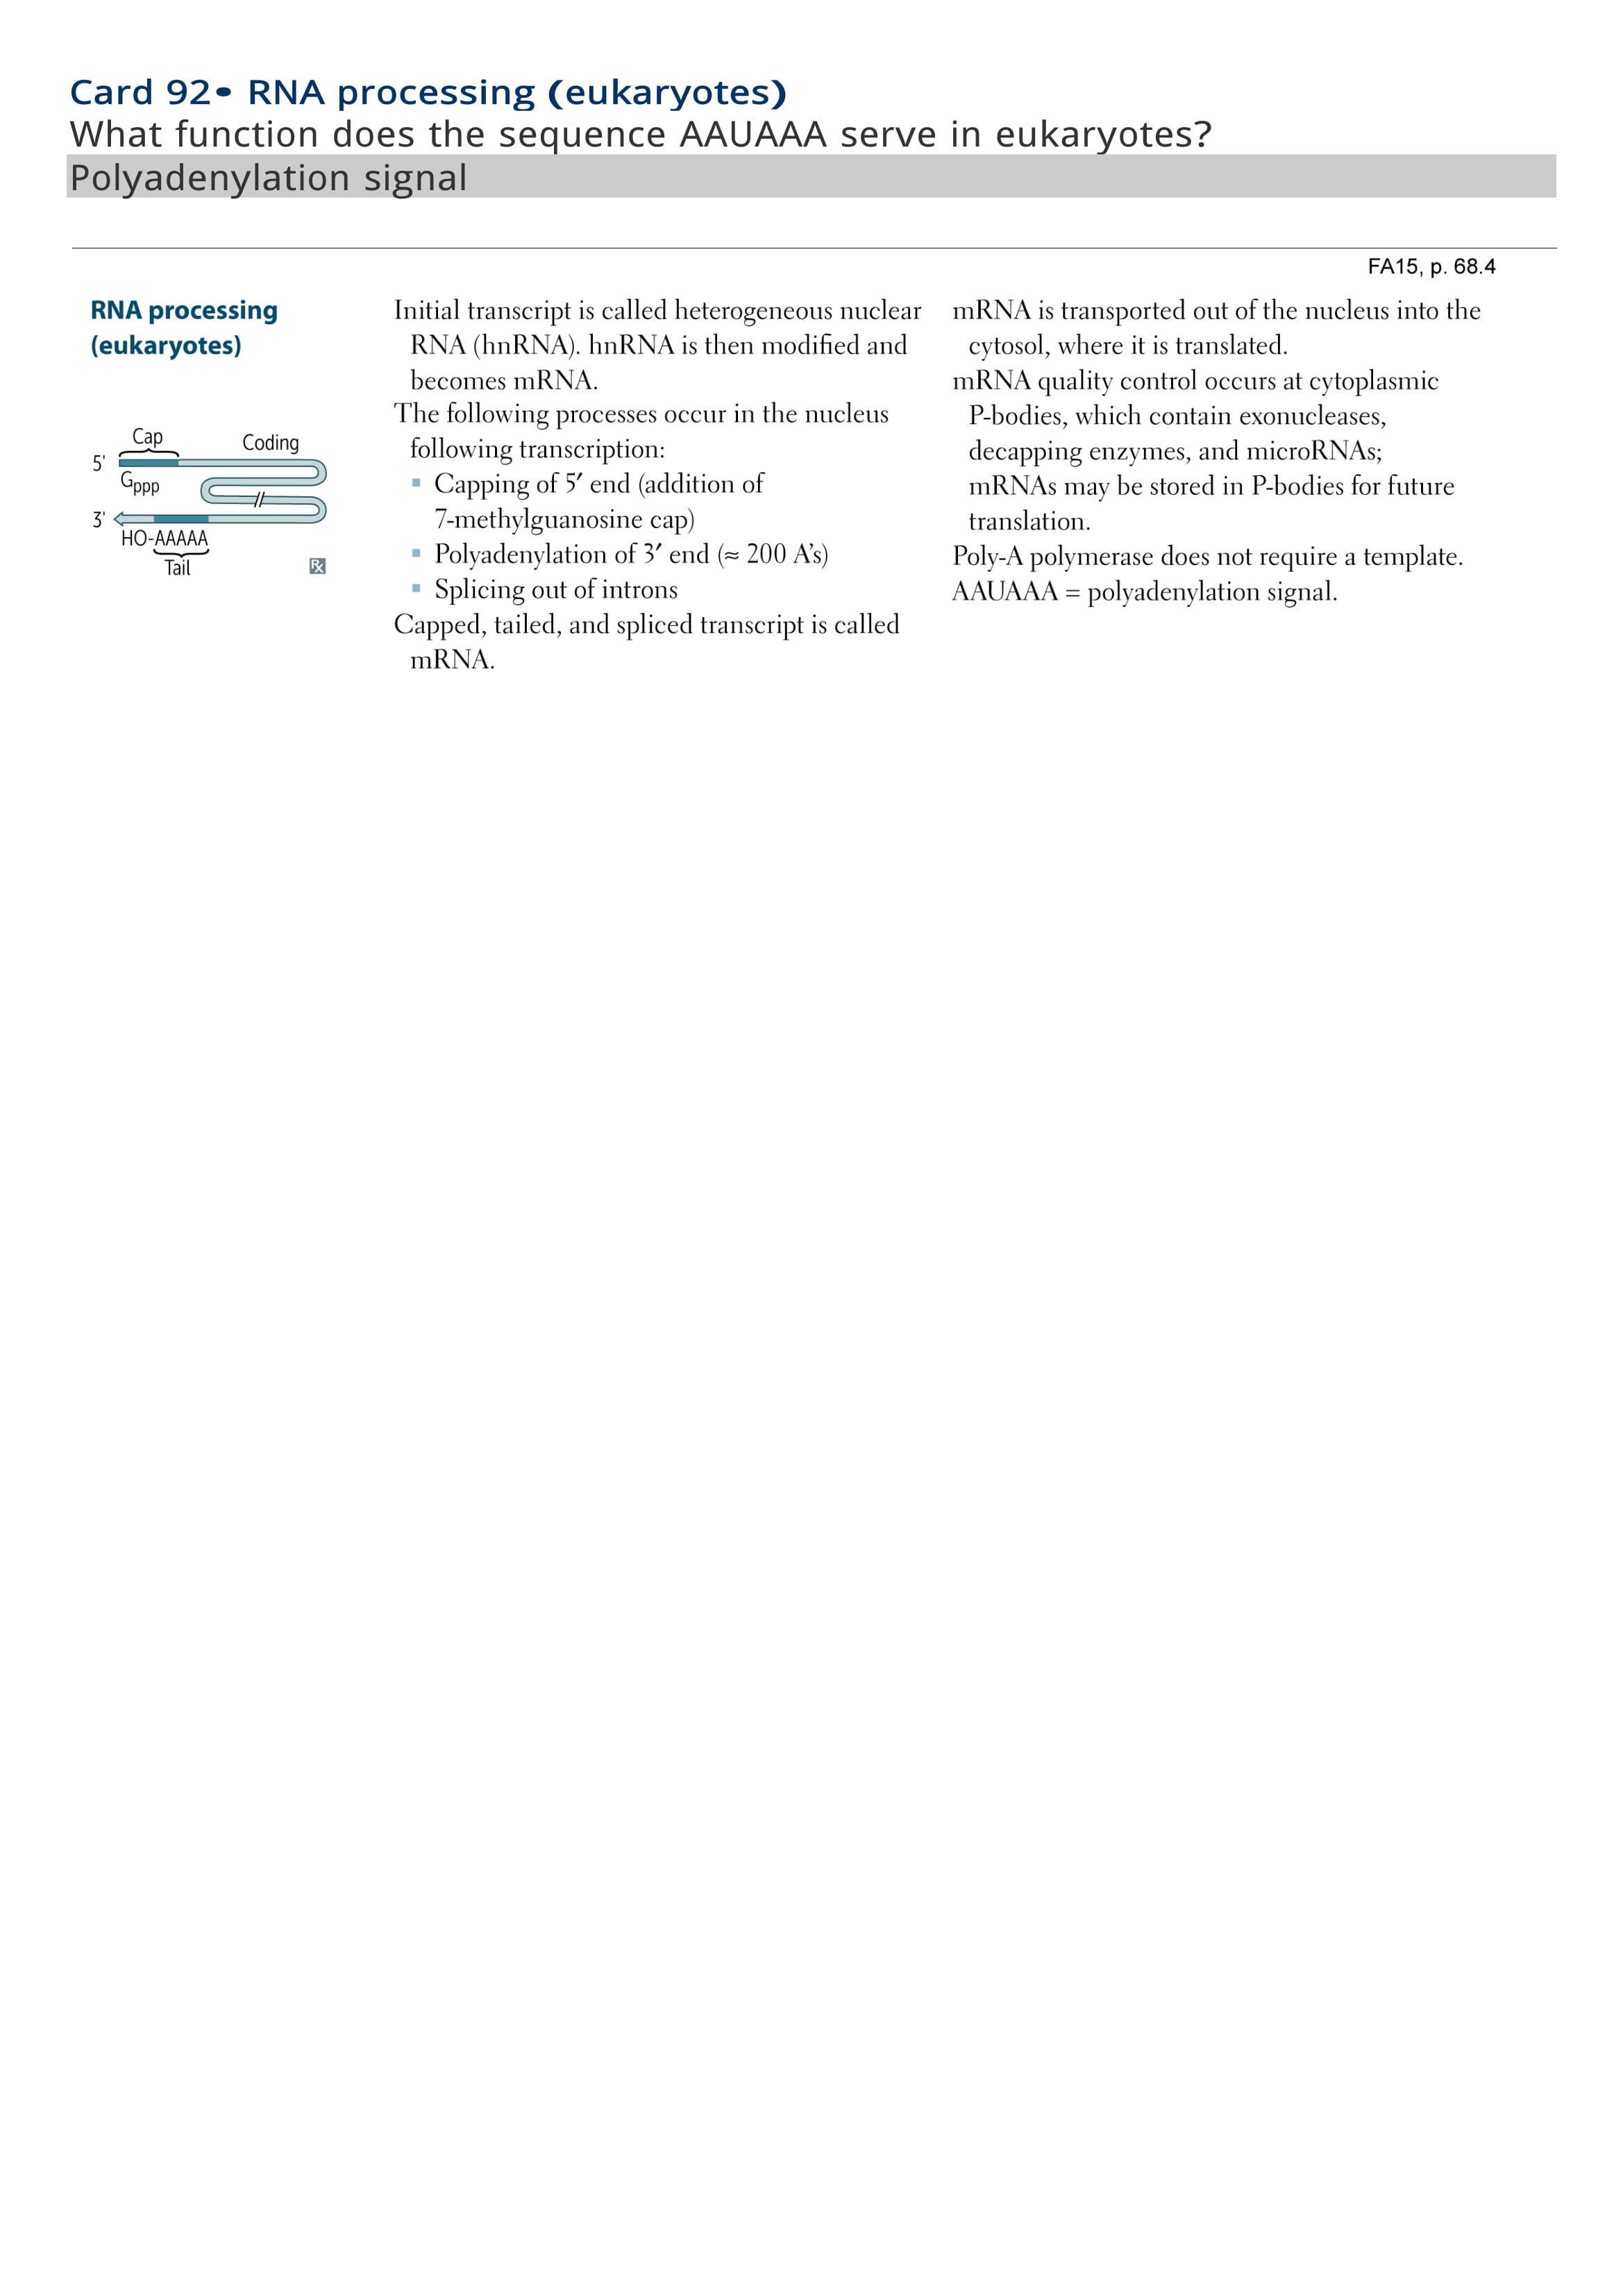 Card 92• RNA processing (eukaryotes)
What function does the sequence AAUAAA serve in eukaryotes?
Polyadenylation signal
FA15, p. 68.4
RNA processing
(eukaryotes)
Cap
Coding
5'
Gppp
3'
HO-AAAAA
Tail
Rx
Initial transcript is called heterogeneous nuclear
RNA (hnRNA). hnRNA is then modified and
becomes mRNA.
The following processes occur in the nucleus
following transcription:
▪ Capping of 5′ end (addition of
7-methylguanosine cap)
▪ Polyadenylation of 3′ end (≈ 200 A’s)
▪ Splicing out of introns
Capped, tailed, and spliced transcript is called
mRNA.
mRNA is transported out of the nucleus into the
cytosol, where it is translated.
mRNA quality control occurs at cytoplasmic
P-bodies, which contain exonucleases,
decapping enzymes, and microRNAs;
mRNAs may be stored in P-bodies for future
translation.
Poly-A polymerase does not require a template.
AAUAAA = polyadenylation signal.